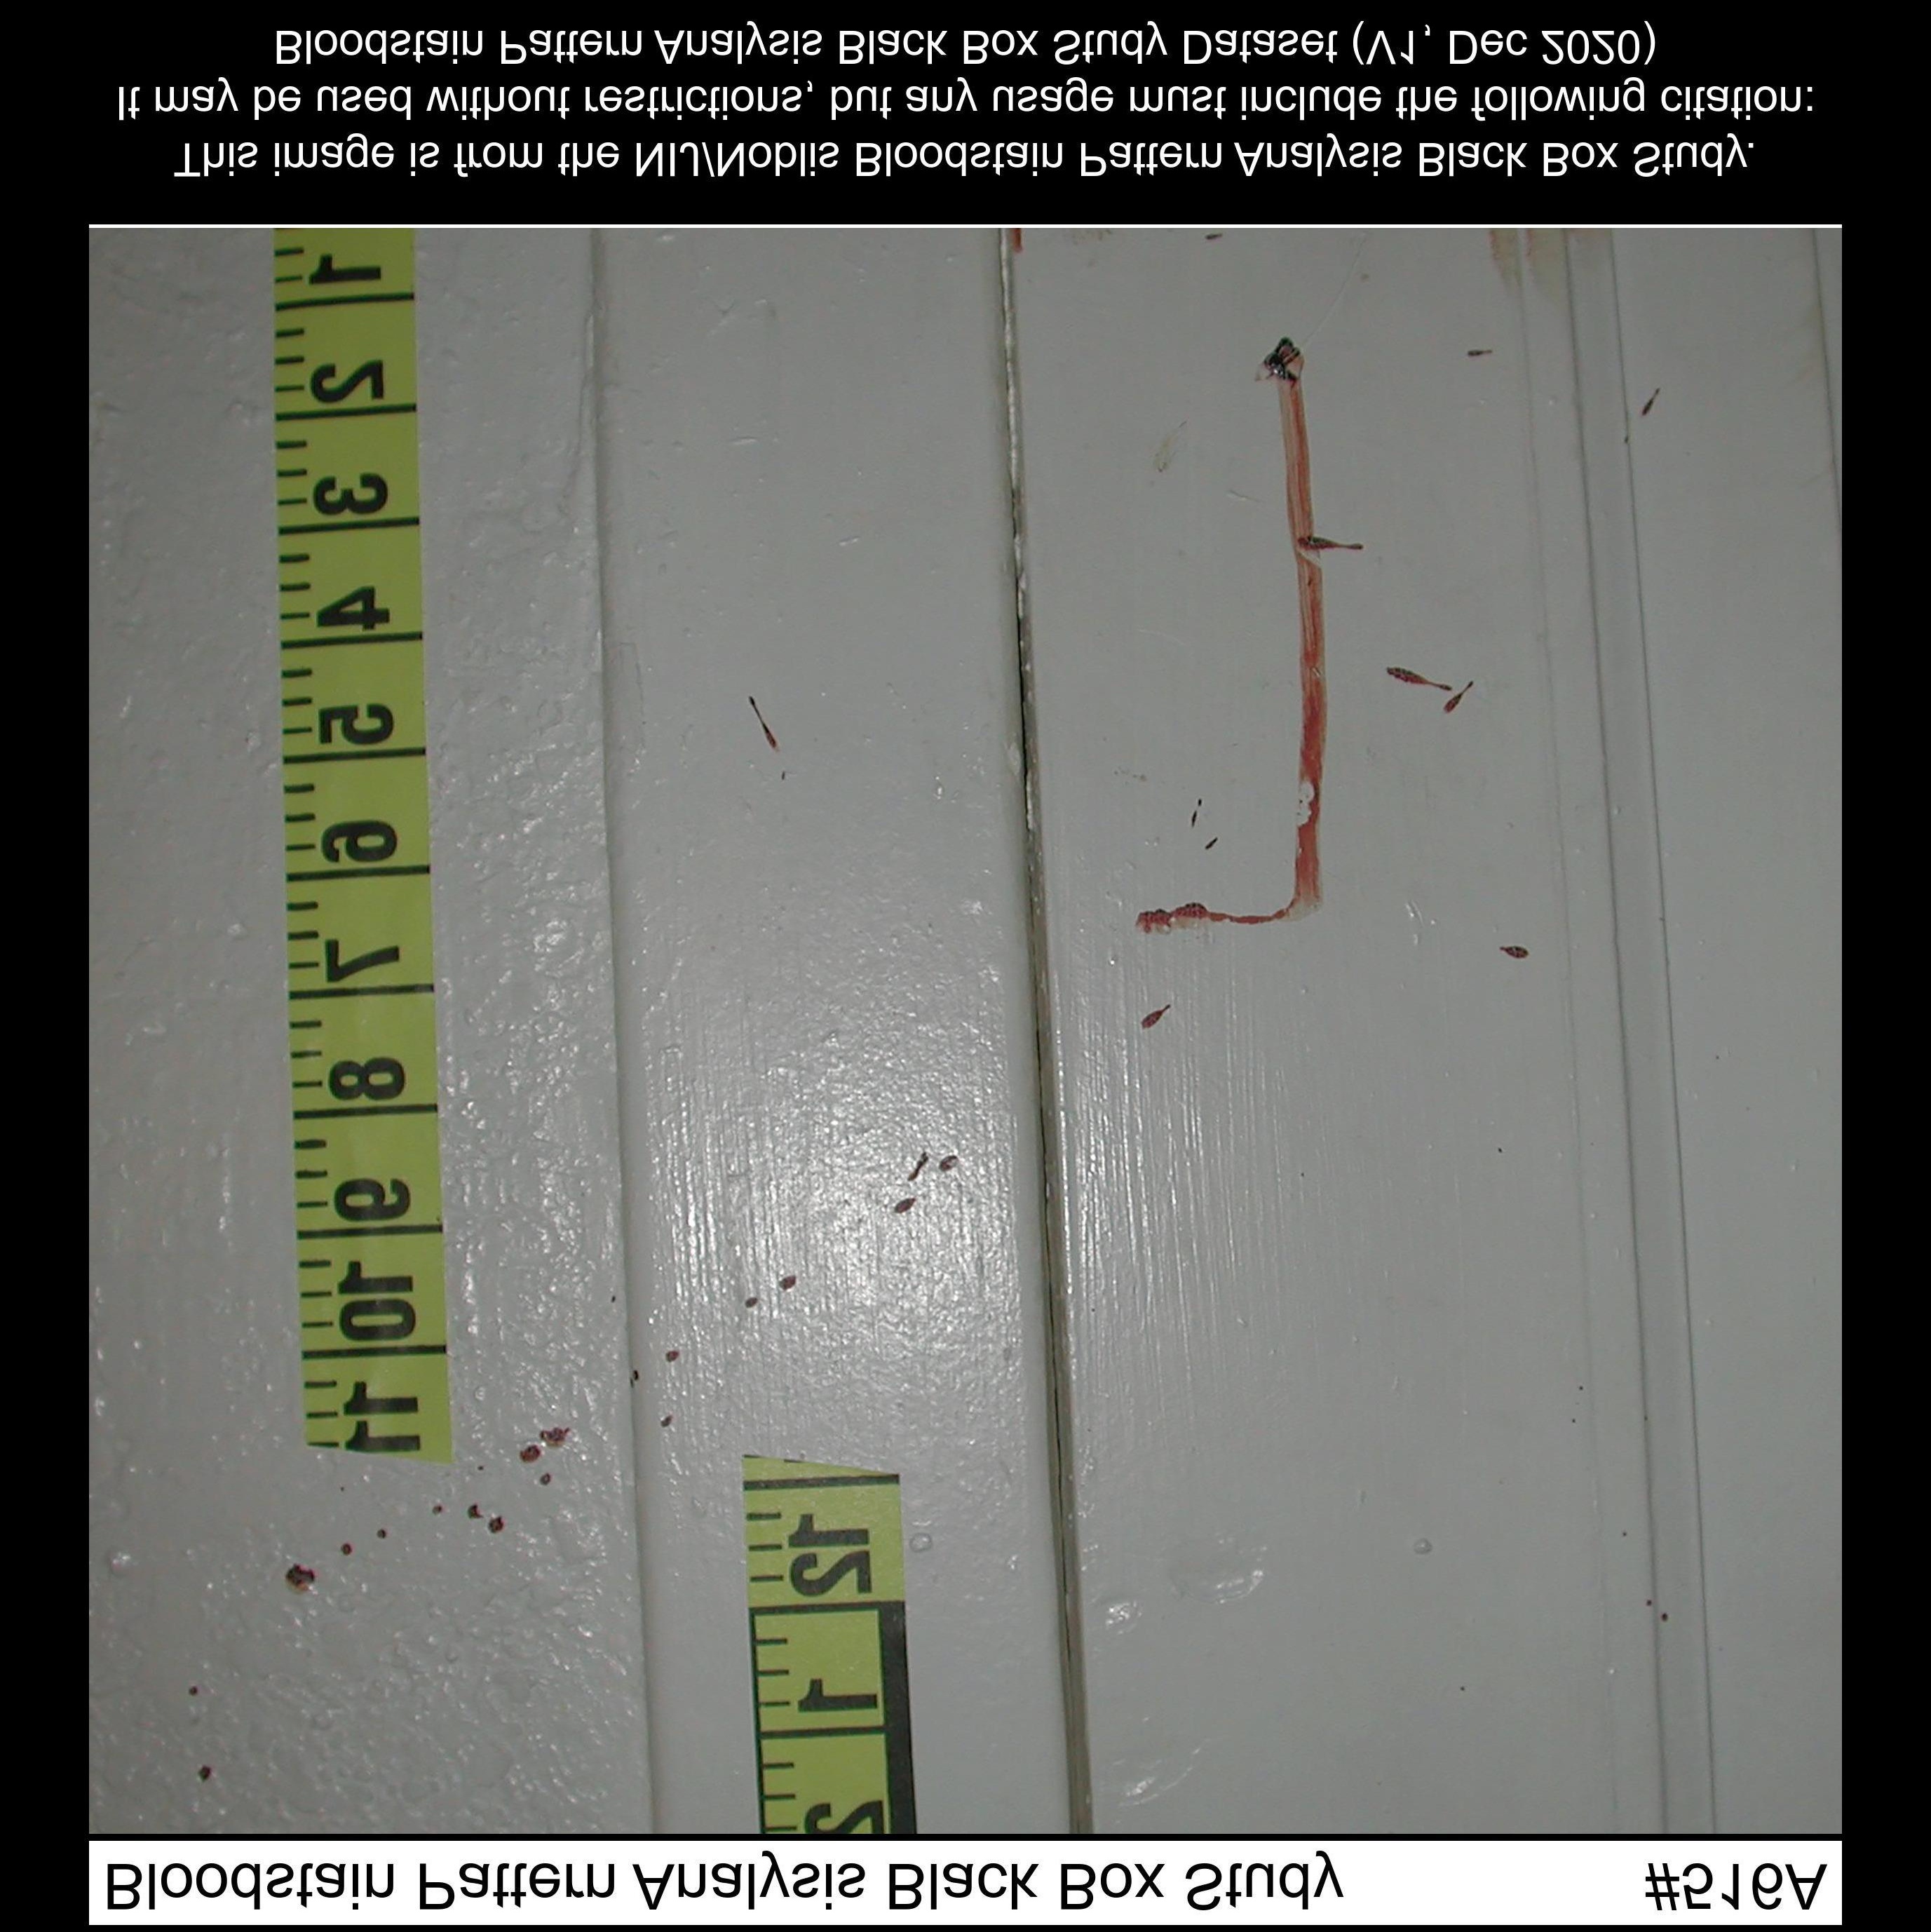 Bloodstain Pattern Analysis Black Box Study #516A
1 2 3 4 5 6 7 8 9 10 11
12 1 2
This image is from the NIJ/Noblis Bloodstain Pattern Analysis Black Box Study.
It may be used without restrictions, but any usage must include the following citation:
Bloodstain Pattern Analysis Black Box Study Dataset (V1, Dec 2020)